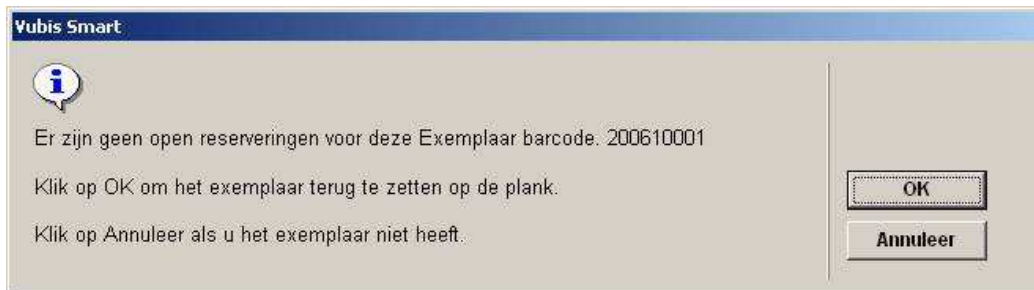 Vubis Smart
Er zijn geen open reserveringen voor deze Exemplaar barcode. 200610001
Klik op OK om het exemplaar terug te zetten op de plank.
Klik op Annuleer als u het exemplaar niet heeft.
OK
Annuleer